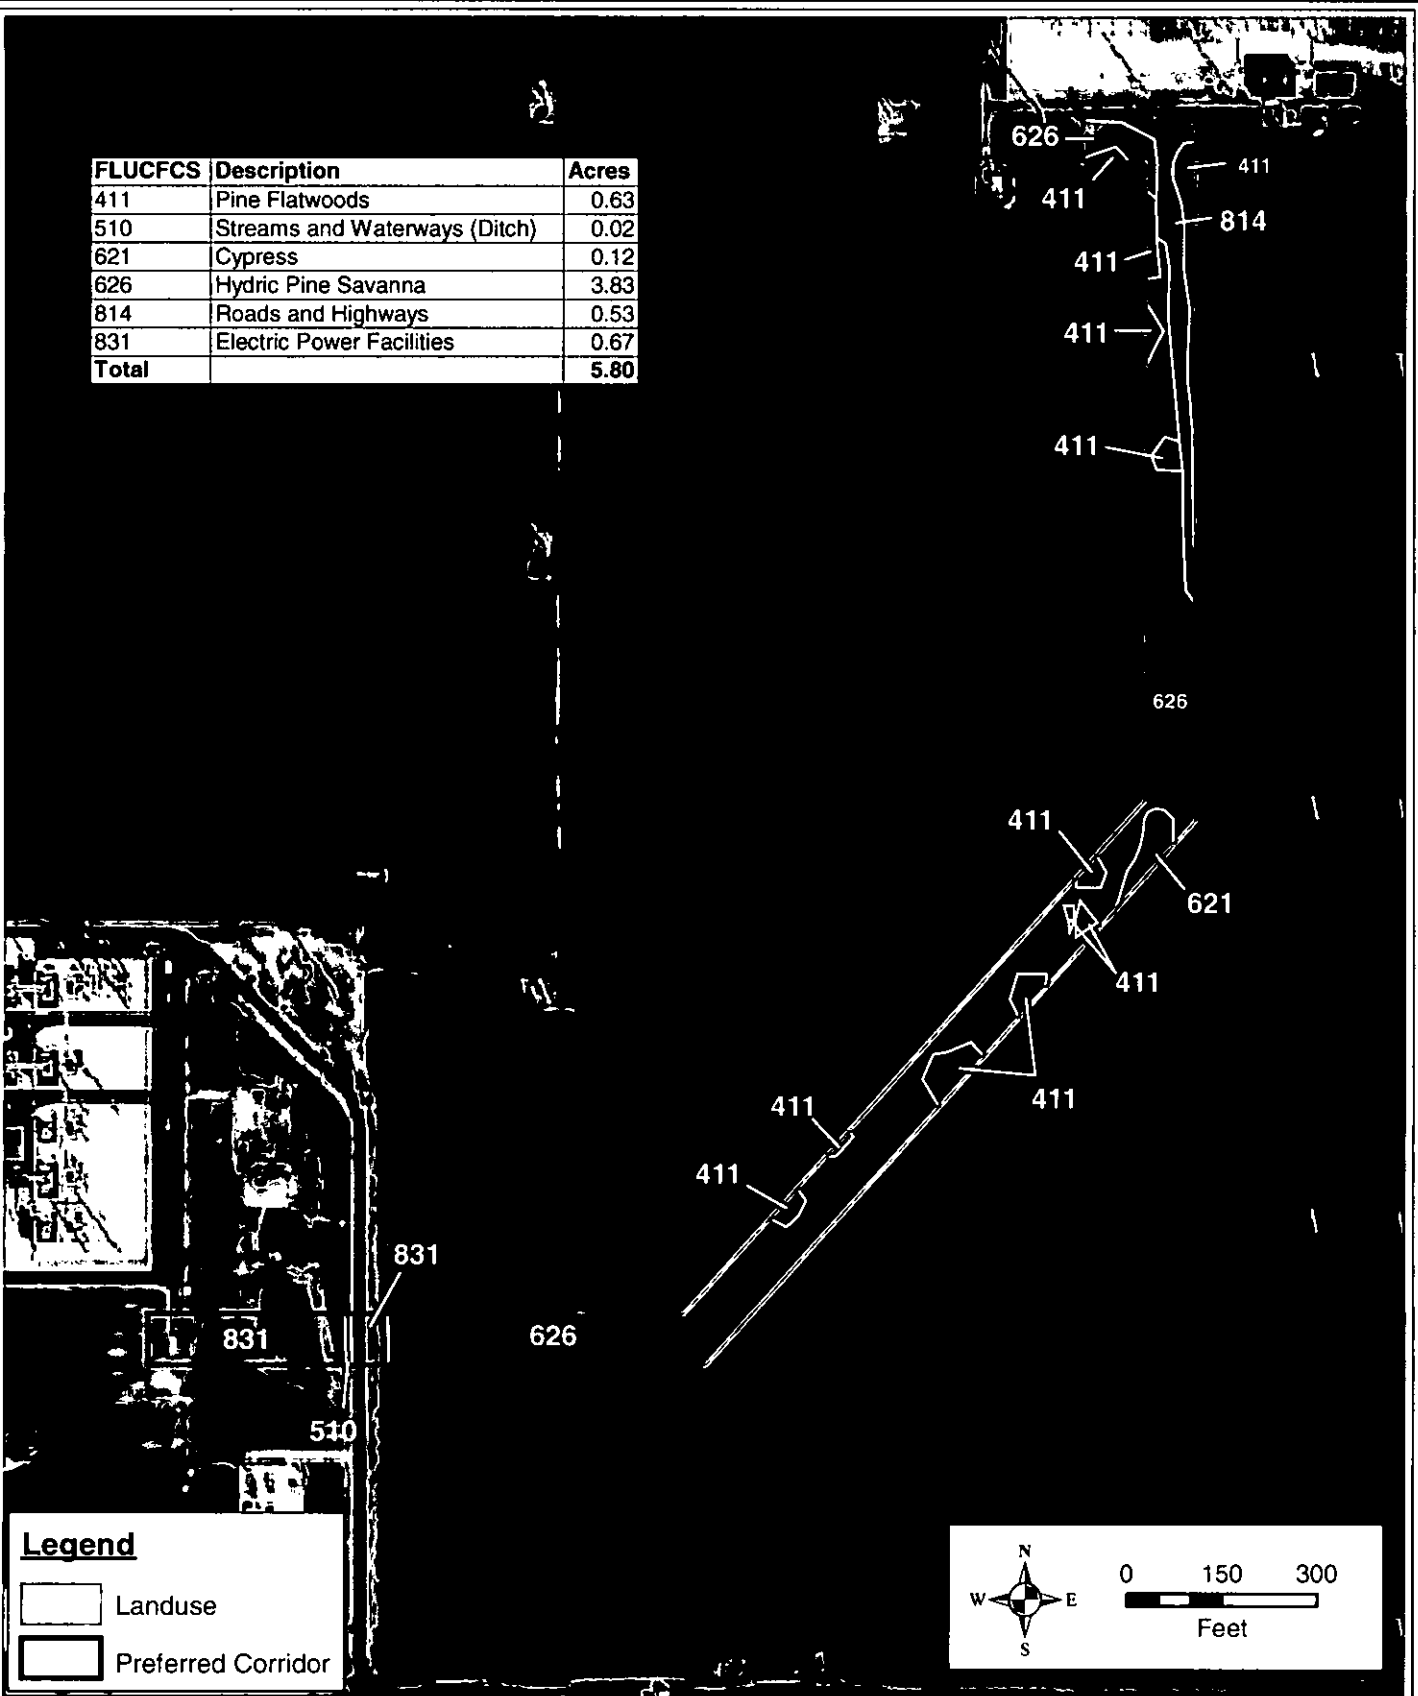 FLUCFCS Description Acres
411 Pine Flatwoods 0.63
510 Streams and Waterways (Ditch) 0.02
621 Cypress 0.12
626 Hydric Pine Savanna 3.83
814 Roads and Highways 0.53
831 Electric Power Facilities 0.67
Total 5.80
626
411
411
814
411
411
411
626
411
621
411
411
411
411
831
831
626
510
Legend
Landuse
Preferred Corridor
N
W E
S
0 150 300
Feet